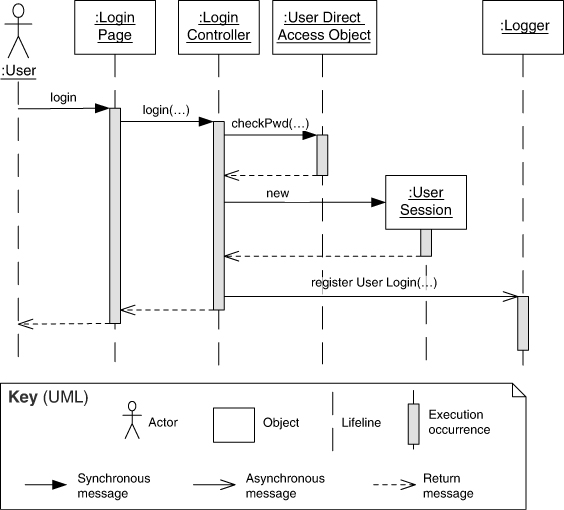 :User
:Login
Page
:Login
Controller
:User Direct
Access Object
:Logger
login
login(…)
checkPwd(…)
new
:User
Session
register User Login(…)
Key (UML)
Actor
Object
Lifeline
Execution
occurrence
Synchronous
message
Asynchronous
message
Return
message